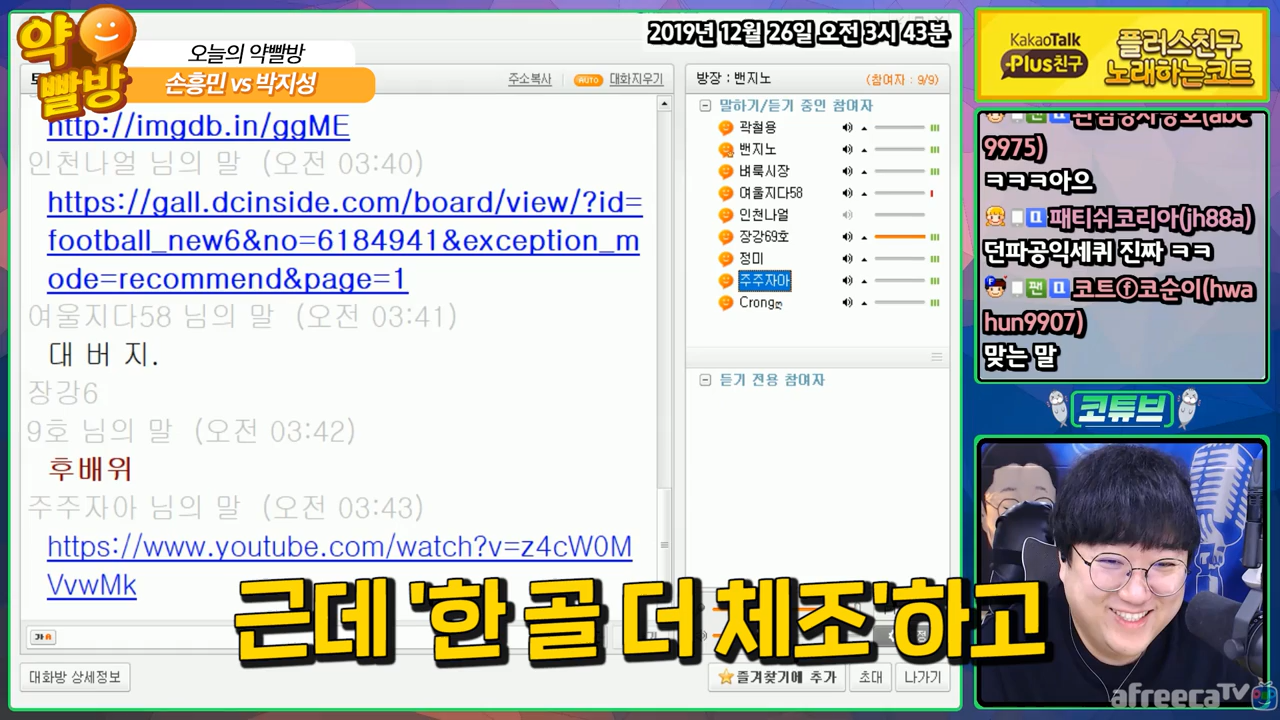 약빨방
오늘의 약빨방
손흥민 vs 박지성
2019년 12월 26일 오전 3시 43분
주소복사
AUTO
대화지우기
http://imgdb.in/ggME
인천나얼 님의 말 (오전 03:40)
https://gall.dcinside.com/board/view/?id=
football_new6&no=6184941&exception_m
ode=recommend&page=1
여울지다58 님의 말 (오전 03:41)
대 버 지.
장강6
9호 님의 말 (오전 03:42)
후배위
주주자아 님의 말 (오전 03:43)
https://www.youtube.com/watch?v=z4cW0M
VvwMk
가
대화방 상세정보
방장 : 밴지노
(참여자 : 9/9)
말하기/듣기 중인 참여자
곽철용
밴지노
벼룩시장
여울지다58
인천나얼
장강69호
정미
주주자아
Crong
듣기 전용 참여자
즐겨찾기에 추가
초대
나가기
근데 '한 골 더 체조'하고
KakaoTalk
Plus친구
플러스친구
노래하는코트
9975)
ㅋㅋㅋ아으
패티쉬코리아(jh88a)
던파공익세퀴 진짜 ㅋㅋ
팬
코트ⓕ코순이(hwa
hun9907)
맞는 말
코튜브
afreecaTV